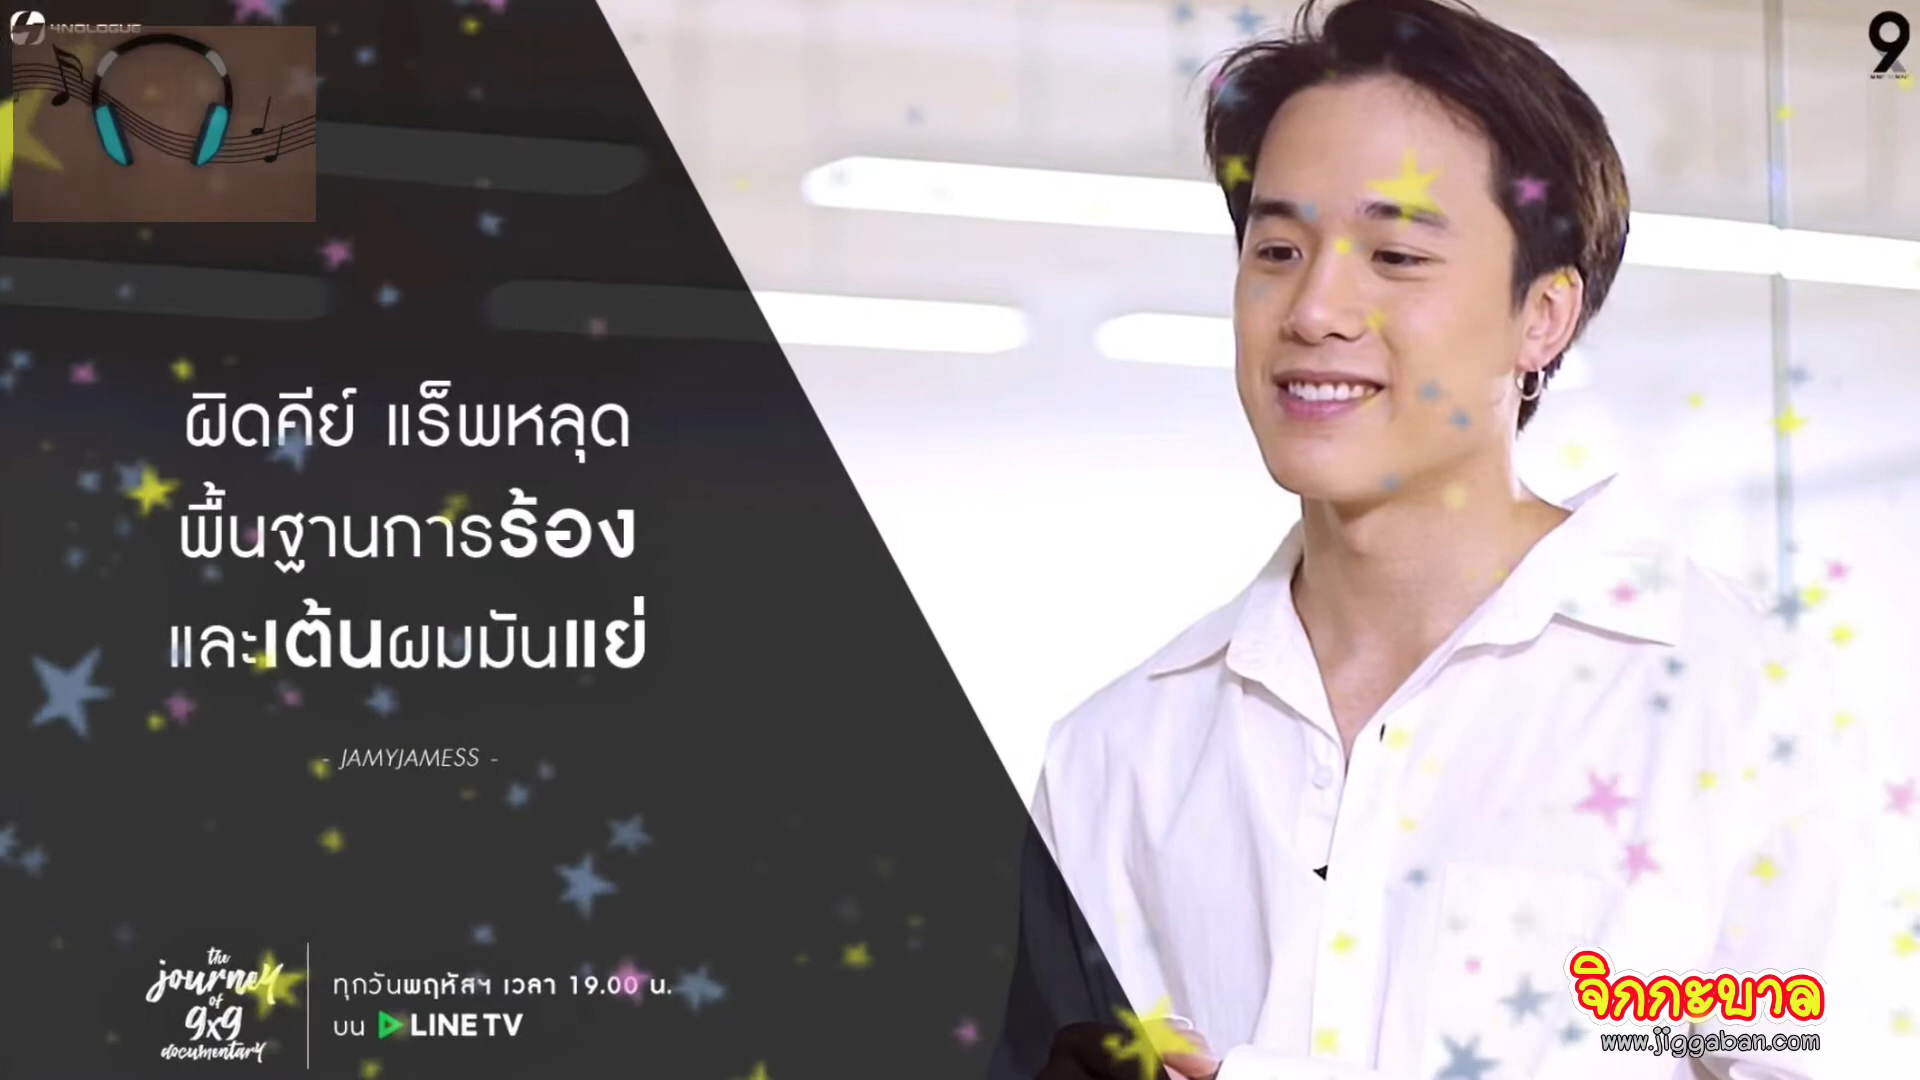 4NOLOGUE
9
ผิดคีย์ แร็พหลุด
พื้นฐานการร้อง
และเต้นผมมันแย่
- JAMYJAMESS -
the
journey
of
9x9
documentary
ทุกวันพฤหัสฯ เวลา 19.00 น.
บน LINE TV
จิกกะบาล
www.jiggaban.com